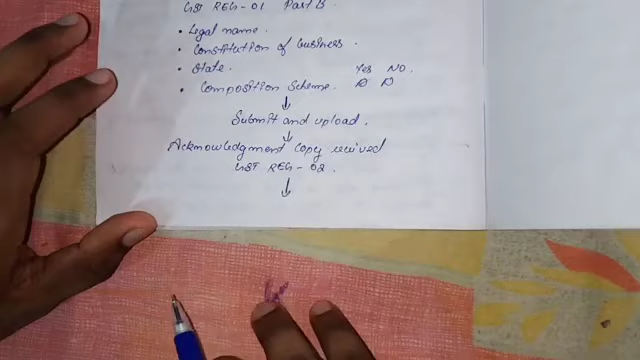 GST REG-01 Part B
• Legal name.
• Constitution of business.
• State. Yes No.
• Composition Scheme.
↓
Submit and upload.
↓
Acknowledgment Copy received
GST REG-02.
↓